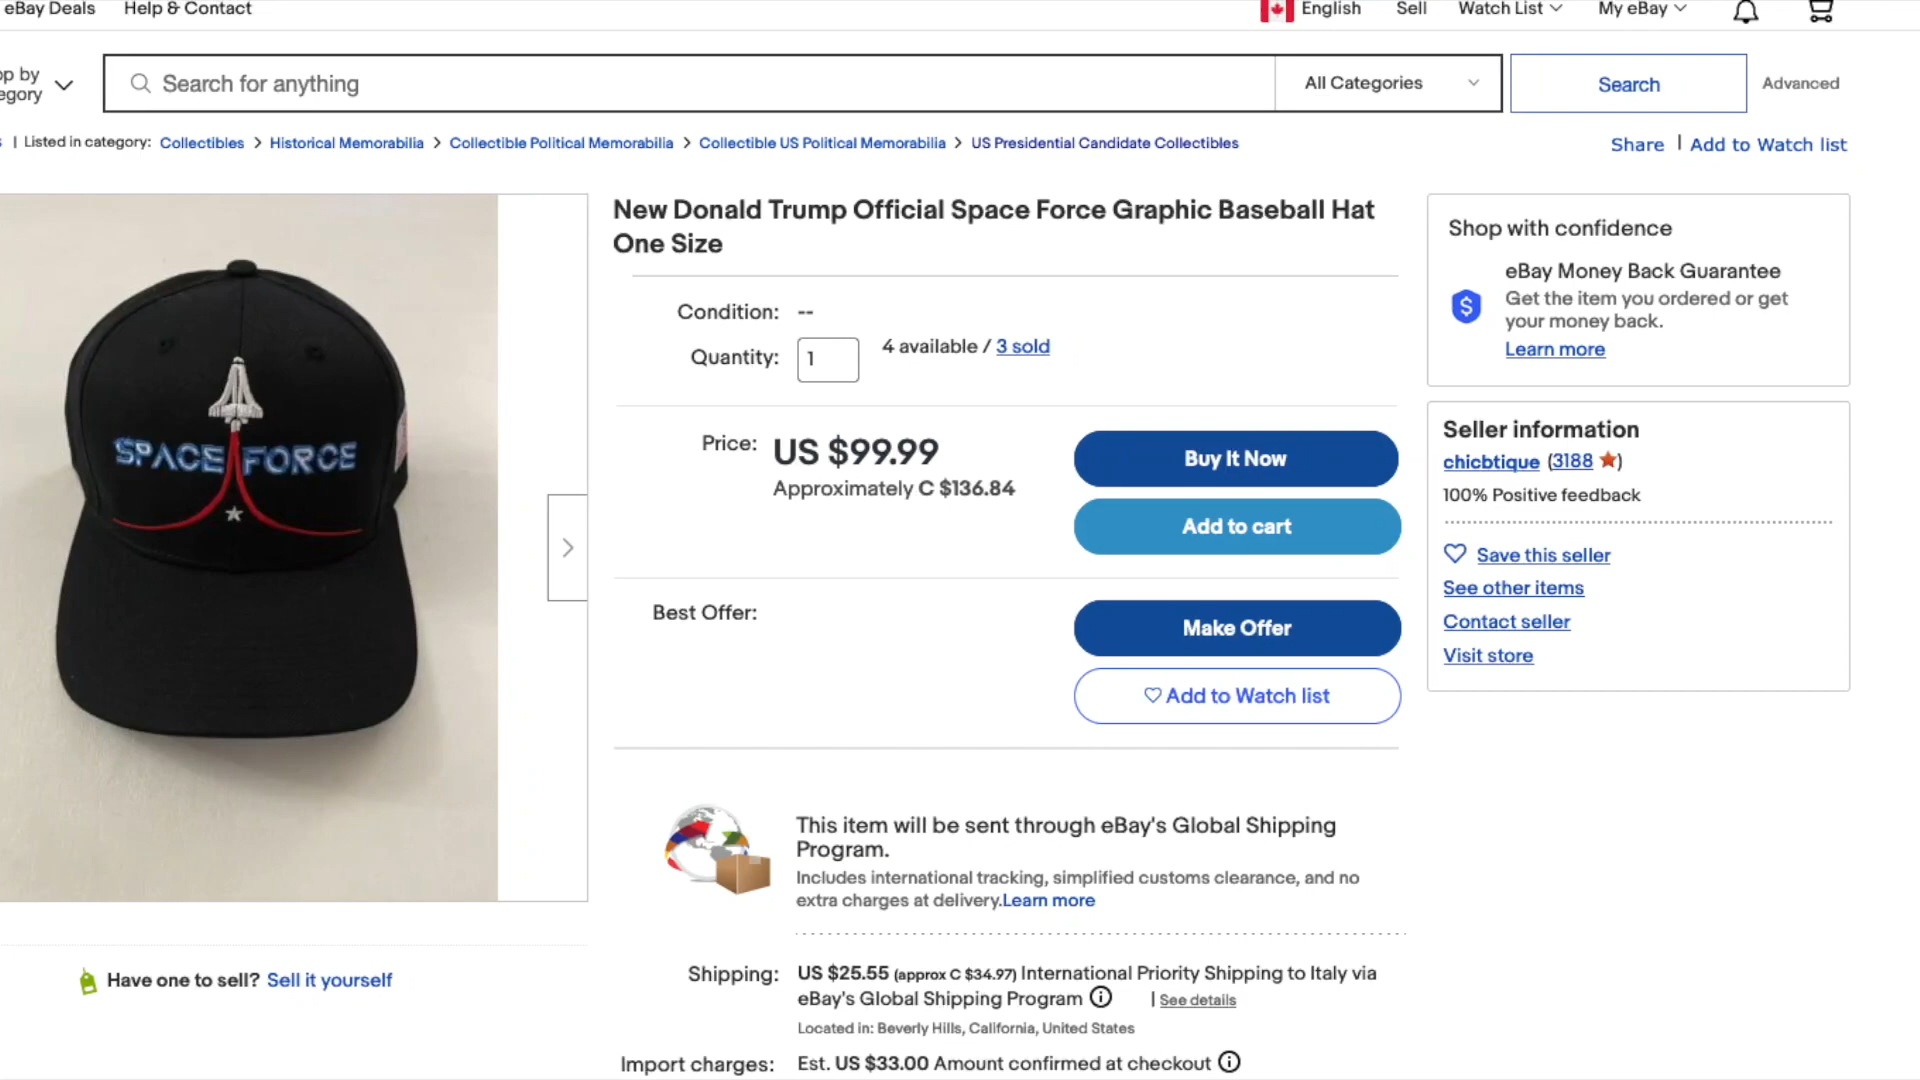 eBay Deals Help & Contact English Sell Watch List My eBay
Search for anything All Categories Search Advanced
| Listed in category: Collectibles > Historical Memorabilia > Collectible Political Memorabilia > Collectible US Political Memorabilia > US Presidential Candidate Collectibles
Share | Add to Watch list
SPACE FORCE
New Donald Trump Official Space Force Graphic Baseball Hat
One Size
Condition: --
Quantity: 1 4 available / 3 sold
Price: US $99.99
Approximately C $136.84
Buy It Now
Add to cart
Best Offer:
Make Offer
Add to Watch list
This item will be sent through eBay's Global Shipping
Program.
Includes international tracking, simplified customs clearance, and no
extra charges at delivery.Learn more
Shipping: US $25.55 (approx C $34.97) International Priority Shipping to Italy via
eBay's Global Shipping Program | See details
Located in: Beverly Hills, California, United States
Import charges: Est. US $33.00 Amount confirmed at checkout
Shop with confidence
eBay Money Back Guarantee
Get the item you ordered or get
your money back.
Learn more
Seller information
chicbtique (3188)
100% Positive feedback
Save this seller
See other items
Contact seller
Visit store
Have one to sell? Sell it yourself